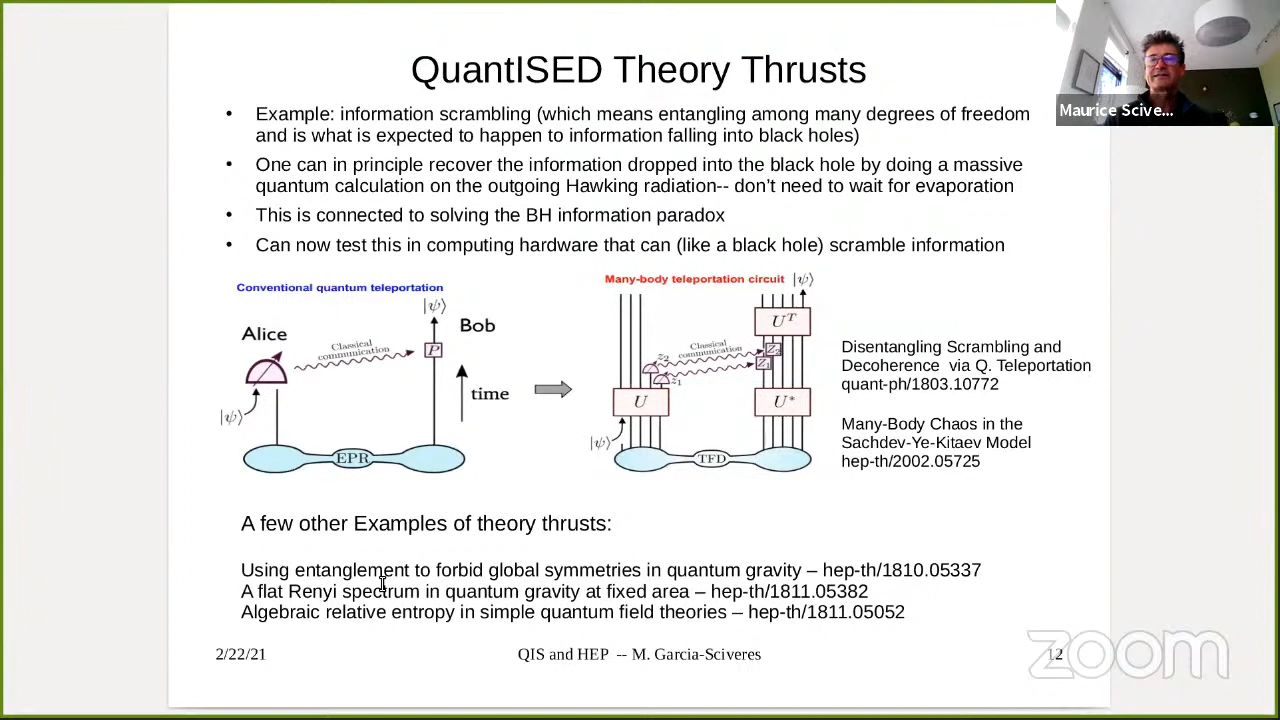 QuantISED Theory Thrusts
• Example: information scrambling (which means entangling among many degrees of freedom
and is what is expected to happen to information falling into black holes)
• One can in principle recover the information dropped into the black hole by doing a massive
quantum calculation on the outgoing Hawking radiation-- don't need to wait for evaporation
• This is connected to solving the BH information paradox
• Can now test this in computing hardware that can (like a black hole) scramble information
Maurice Scive...
Conventional quantum teleportation
|ψ⟩
Alice
Bob
Classical
communication
P
time
|ψ⟩
EPR
Many-body teleportation circuit
|ψ⟩
U^T
Classical
communication
z₂
Z₂
z₁
Z₁
U
U*
|ψ⟩
TFD
Disentangling Scrambling and
Decoherence via Q. Teleportation
quant-ph/1803.10772
Many-Body Chaos in the
Sachdev-Ye-Kitaev Model
hep-th/2002.05725
A few other Examples of theory thrusts:
Using entanglement to forbid global symmetries in quantum gravity – hep-th/1810.05337
A flat Renyi spectrum in quantum gravity at fixed area – hep-th/1811.05382
Algebraic relative entropy in simple quantum field theories – hep-th/1811.05052
2/22/21
QIS and HEP -- M. Garcia-Sciveres
12
zoom